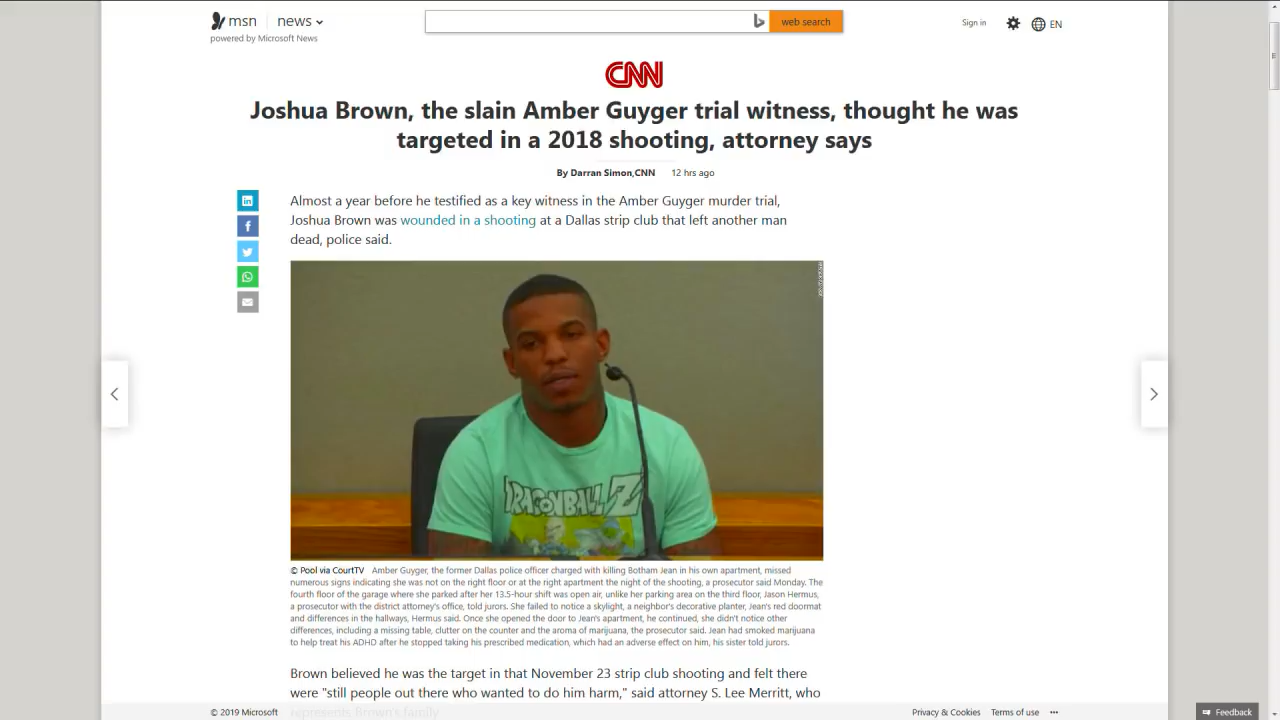 msn
news
web search
Sign in
EN
powered by Microsoft News
CNN
Joshua Brown, the slain Amber Guyger trial witness, thought he was
targeted in a 2018 shooting, attorney says
By Darran Simon,CNN 12 hrs ago
Almost a year before he testified as a key witness in the Amber Guyger murder trial,
Joshua Brown was wounded in a shooting at a Dallas strip club that left another man
dead, police said.
DRAGONBALL Z
© Pool via CourtTV Amber Guyger, the former Dallas police officer charged with killing Botham Jean in his own apartment, missed
numerous signs indicating she was not on the right floor or at the right apartment the night of the shooting, a prosecutor said Monday. The
fourth floor of the garage where she parked after her 13.5-hour shift was open air, unlike her parking area on the third floor, Jason Hermus,
a prosecutor with the district attorney's office, told jurors. She failed to notice a skylight, a neighbor's decorative planter, Jean's red doormat
and differences in the hallways, Hermus said. Once she opened the door to Jean's apartment, he continued, she didn't notice other
differences, including a missing table, clutter on the counter and the aroma of marijuana, the prosecutor said. Jean had smoked marijuana
to help treat his ADHD after he stopped taking his prescribed medication, which had an adverse effect on him, his sister told jurors.
Brown believed he was the target in that November 23 strip club shooting and felt there
were "still people out there who wanted to do him harm," said attorney S. Lee Merritt, who
represents Brown's family
© 2019 Microsoft
Privacy & Cookies
Terms of use
Feedback